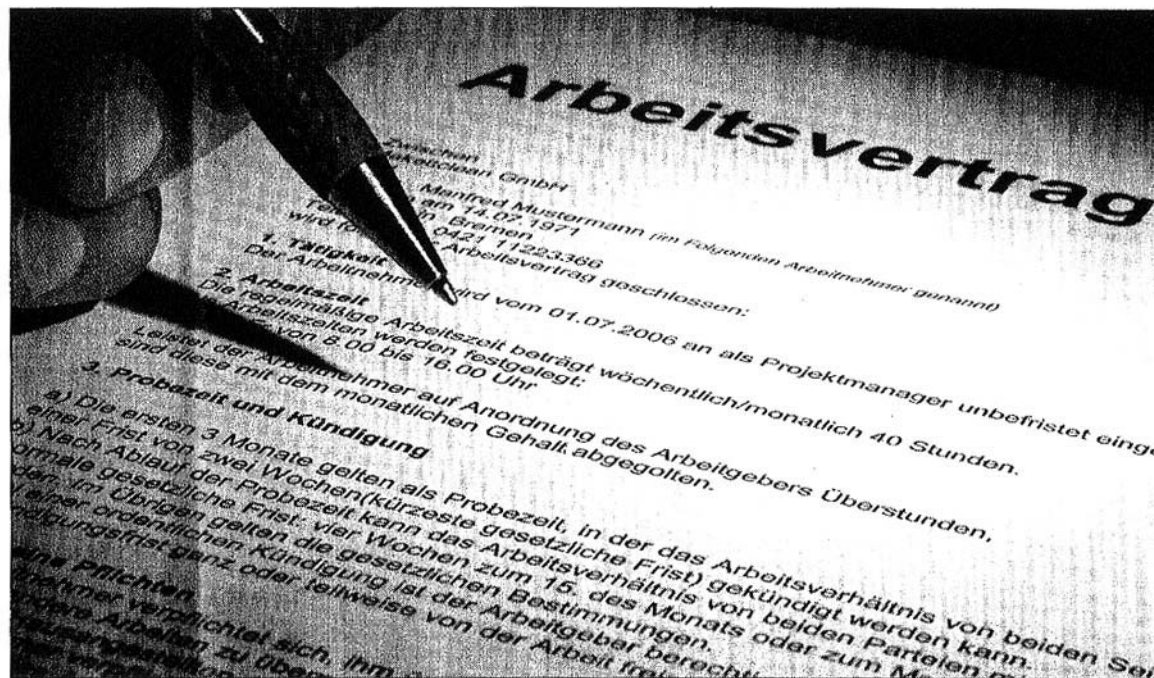 Arbeitsvertrag
Zwischen
GmbH
Manfred Mustermann (im Folgenden Arbeitnehmer genannt)
am 14.07.1971
in Bremen
0421 11223366
wird Arbeitsvertrag geschlossen:
1. Tätigkeit
Der wird vom 01.07.2006 an als Projektmanager unbefristet
2. Arbeitszeit
Die regelmäßige Arbeitszeit beträgt wöchentlich/monatlich 40 Stunden.
Arbeitszeiten werden festgelegt:
von 8.00 bis 16.00 Uhr
Leistet der Arbeitnehmer auf Anordnung des Arbeitgebers Überstunden,
sind diese mit dem monatlichen Gehalt abgegolten.
3. Probezeit und Kündigung
a) Die ersten 3 Monate gelten als Probezeit, in der das Arbeitsverhältnis von beiden
einer Frist von zwei Wochen(kürzeste gesetzliche Frist) gekündigt werden kann.
b) Nach Ablauf der Probezeit kann das Arbeitsverhältnis von beiden Parteien
gesetzliche Frist: vier Wochen zum 15. des Monats oder zum
Im Übrigen gelten die gesetzlichen Bestimmungen.
einer ordentlichen Kündigung ist der Arbeitgeber
ganz oder teilweise von der Arbeit
Pflichten
verpflichtet sich,
Arbeiten zu